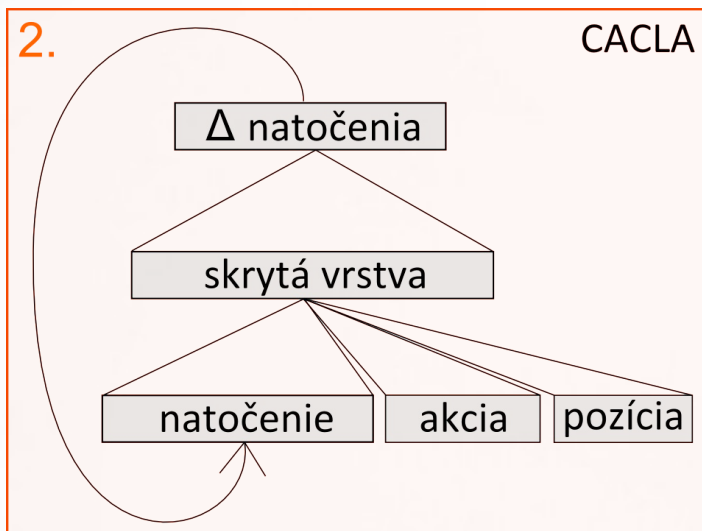 2.
CACLA
Δ natočenia
skrytá vrstva
natočenie
akcia
pozícia